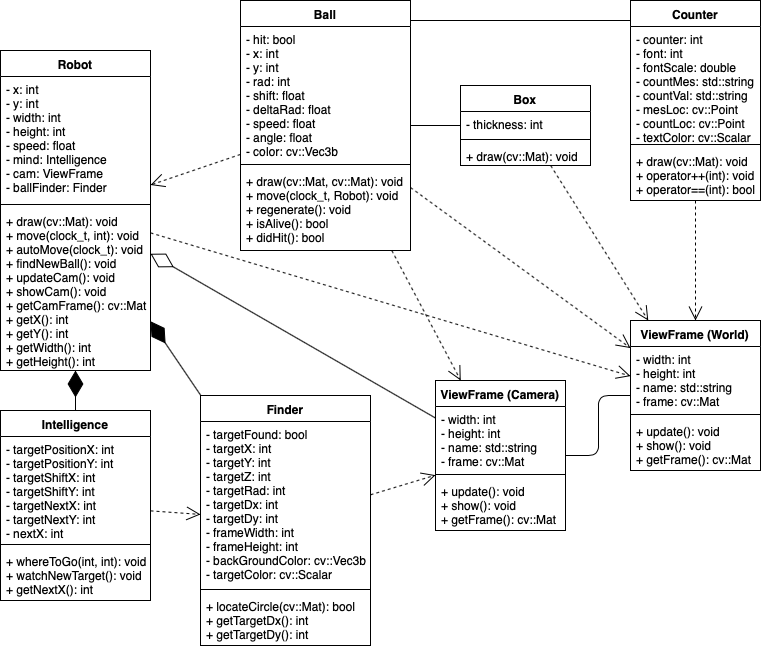 Ball
- hit: bool
- x: int
- y: int
- rad: int
- shift: float
- deltaRad: float
- speed: float
- angle: float
- color: cv::Vec3b
+ draw(cv::Mat, cv::Mat): void
+ move(clock_t, Robot): void
+ regenerate(): void
+ isAlive(): bool
+ didHit(): bool
Counter
- counter: int
- font: int
- fontScale: double
- countMes: std::string
- countVal: std::string
- mesLoc: cv::Point
- countLoc: cv::Point
- textColor: cv::Scalar
+ draw(cv::Mat): void
+ operator++(int): void
+ operator==(int): bool
Robot
- x: int
- y: int
- width: int
- height: int
- speed: float
- mind: Intelligence
- cam: ViewFrame
- ballFinder: Finder
+ draw(cv::Mat): void
+ move(clock_t, int): void
+ autoMove(clock_t): void
+ findNewBall(): void
+ updateCam(): void
+ showCam(): void
+ getCamFrame(): cv::Mat
+ getX(): int
+ getY(): int
+ getWidth(): int
+ getHeight(): int
Box
- thickness: int
+ draw(cv::Mat): void
ViewFrame (World)
- width: int
- height: int
- name: std::string
- frame: cv::Mat
+ update(): void
+ show(): void
+ getFrame(): cv::Mat
ViewFrame (Camera)
- width: int
- height: int
- name: std::string
- frame: cv::Mat
+ update(): void
+ show(): void
+ getFrame(): cv::Mat
Finder
- targetFound: bool
- targetX: int
- targetY: int
- targetZ: int
- targetRad: int
- targetDx: int
- targetDy: int
- frameWidth: int
- frameHeight: int
- backGroundColor: cv::Vec3b
- targetColor: cv::Scalar
+ locateCircle(cv::Mat): bool
+ getTargetDx(): int
+ getTargetDy(): int
Intelligence
- targetPositionX: int
- targetPositionY: int
- targetShiftX: int
- targetShiftY: int
- targetNextX: int
- targetNextY: int
- nextX: int
+ whereToGo(int, int): void
+ watchNewTarget(): void
+ getNextX(): int